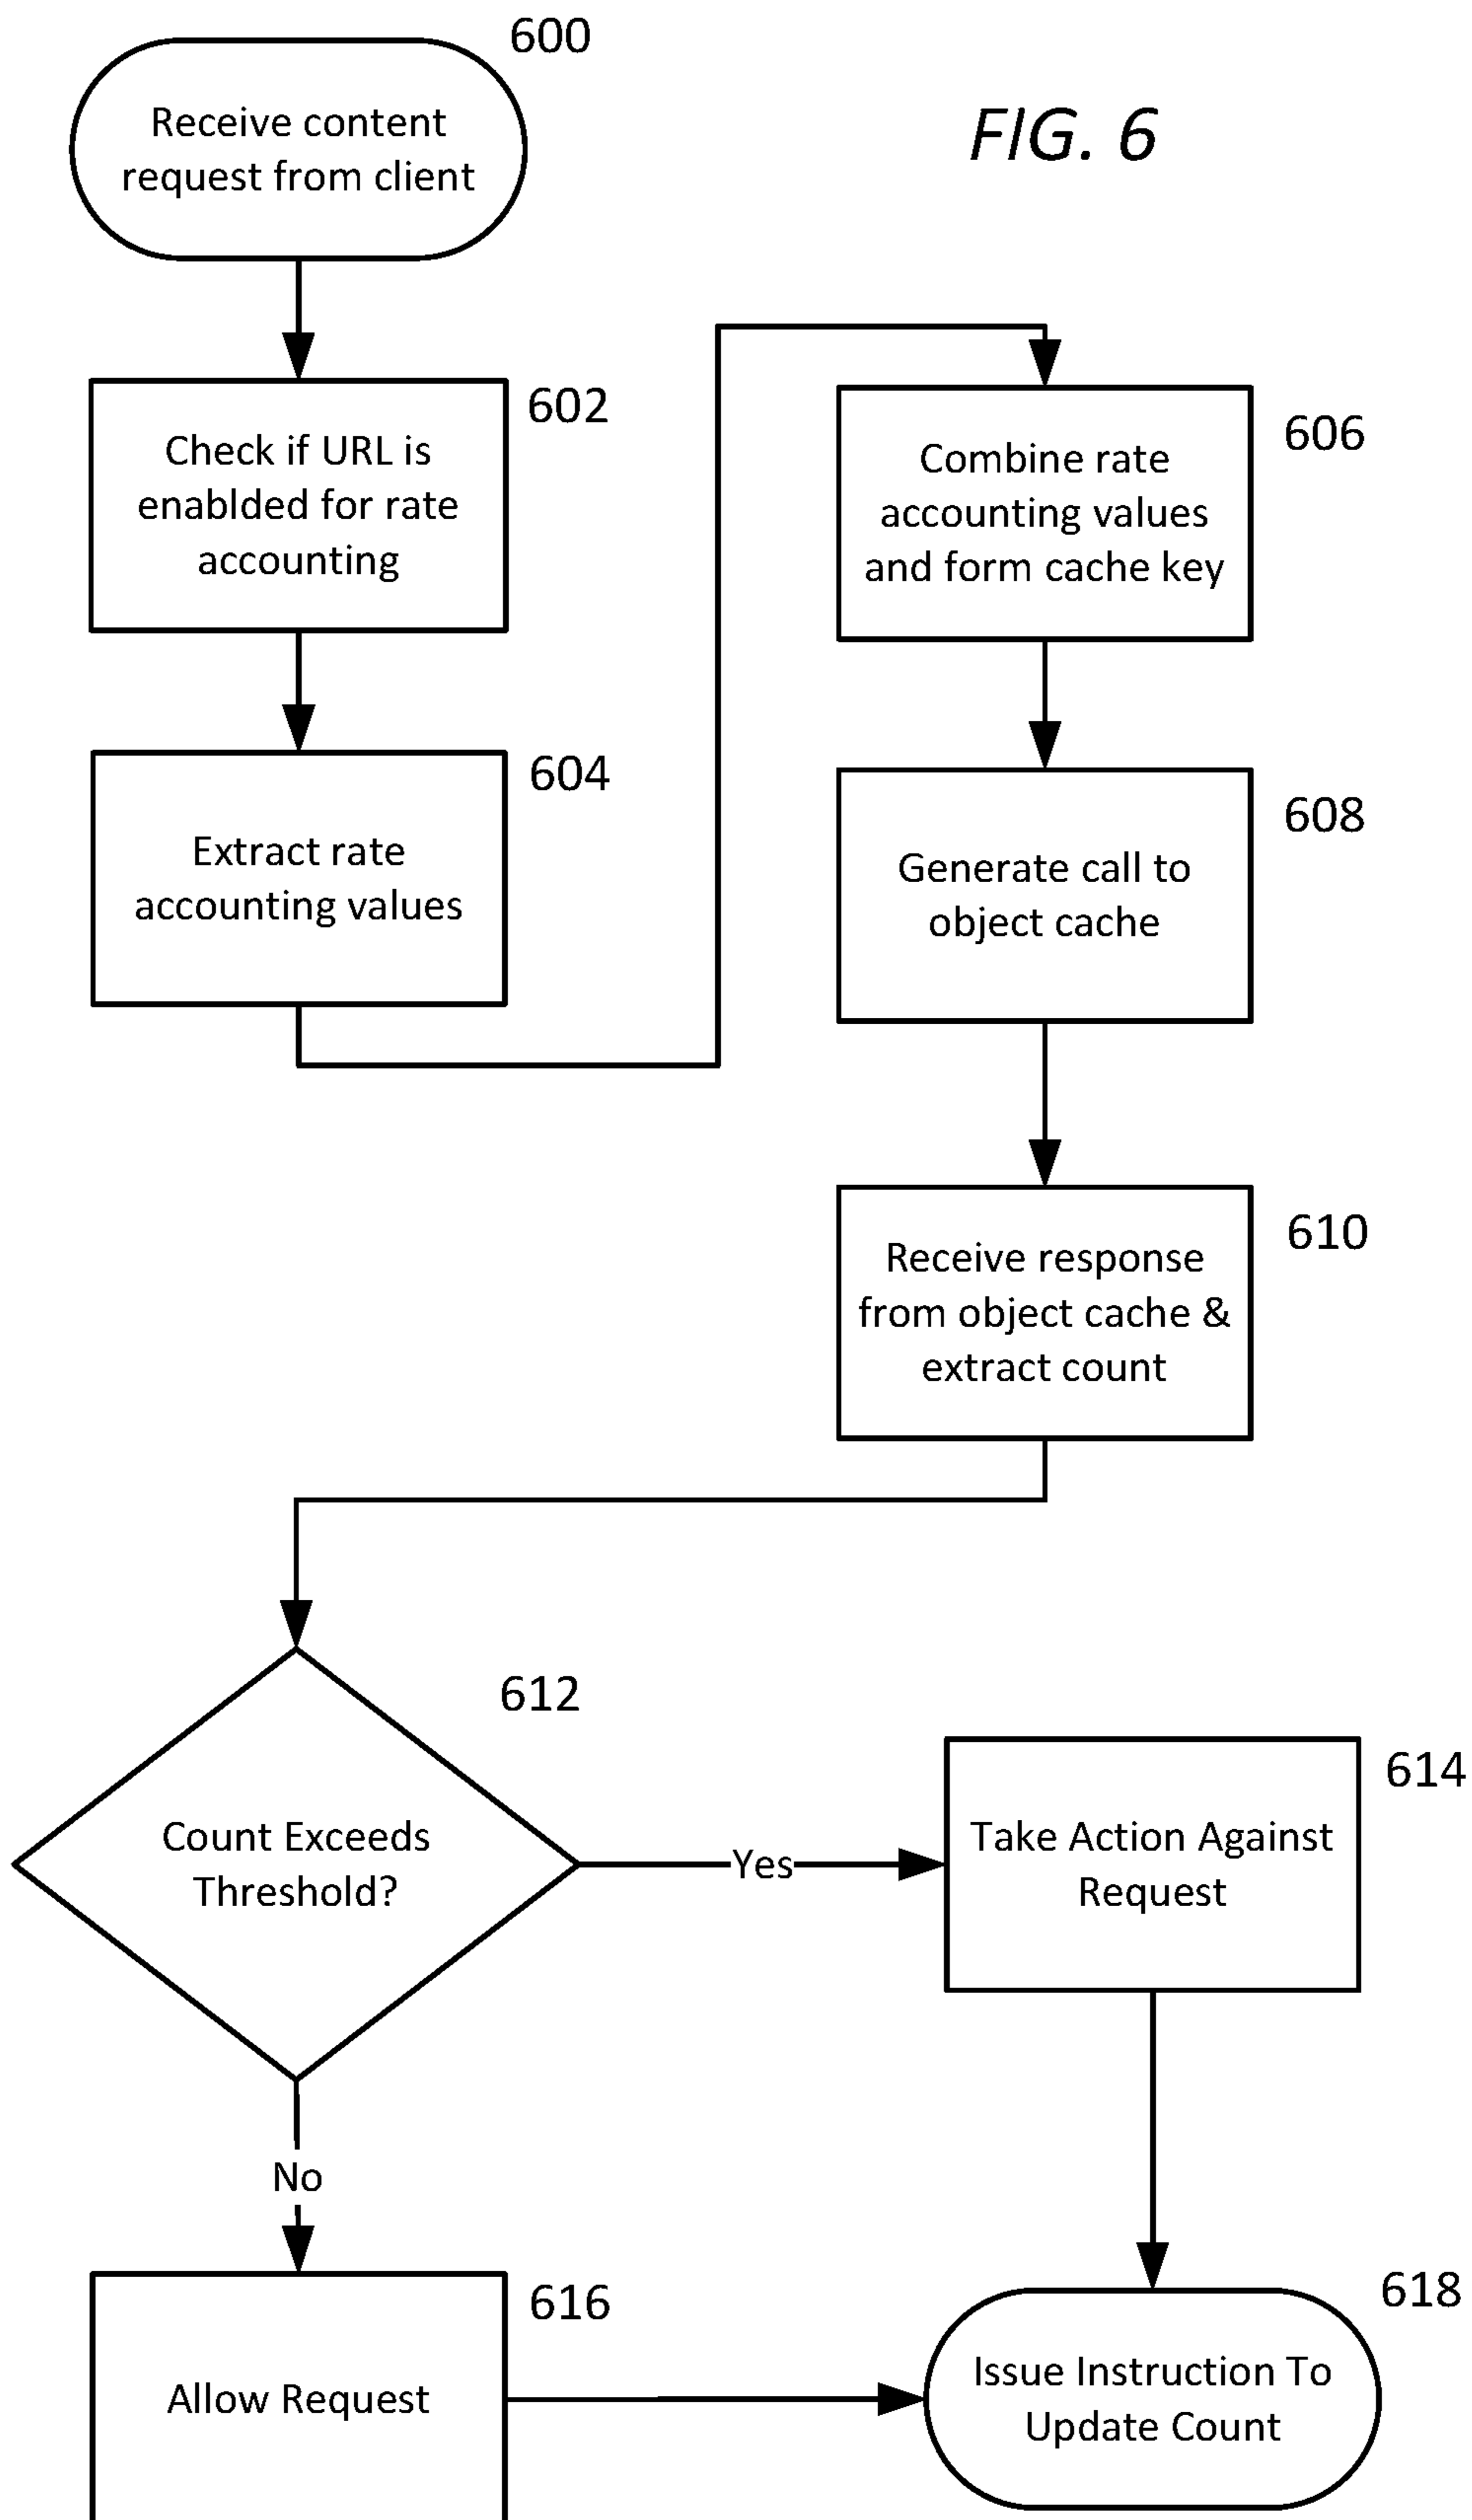 600
Receive content
request from client
FIG. 6
602
Check if URL is
enablded for rate
accounting
604
Extract rate
accounting values
606
Combine rate
accounting values
and form cache key
608
Generate call to
object cache
610
Receive response
from object cache &
extract count
612
Count Exceeds
Threshold?
Yes
614
Take Action Against
Request
No
616
Allow Request
618
Issue Instruction To
Update Count